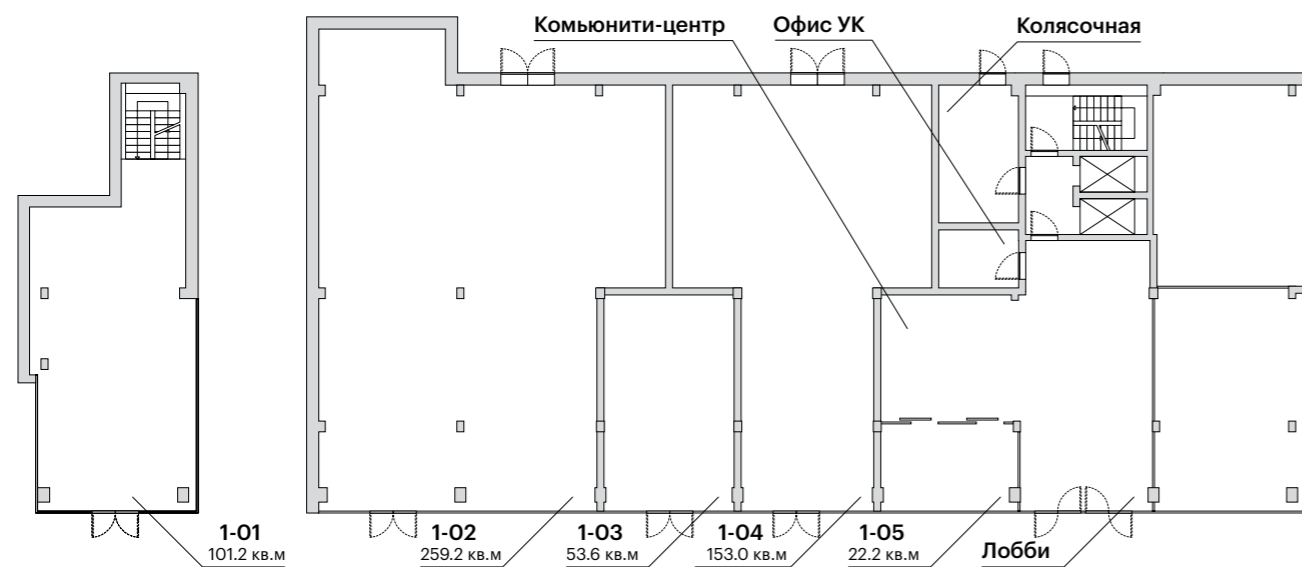 Комьюнити-центр
Офис УК
Колясочная
1-01
101.2 кв.м
1-02
259.2 кв.м
1-03
53.6 кв.м
1-04
153.0 кв.м
1-05
22.2 кв.м
Лобби